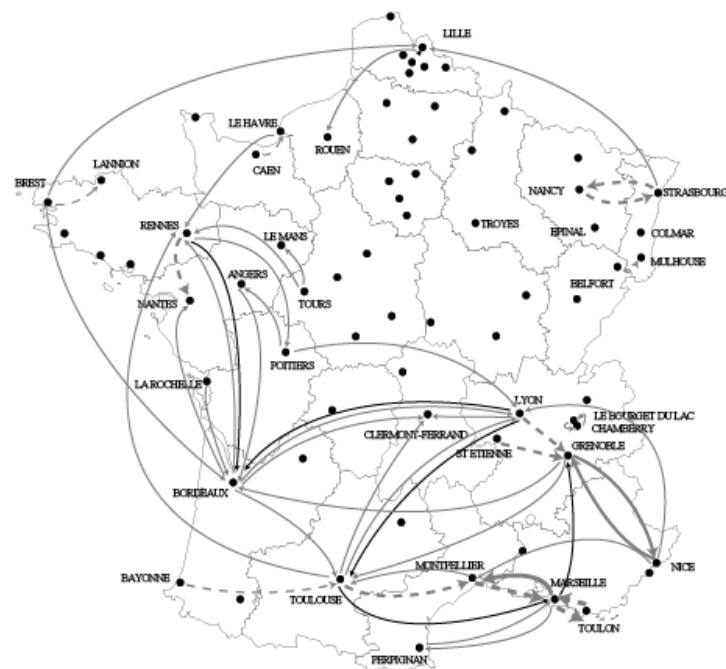 LILLE
LE HAVRE
ROUEN
CAEN
LANNION
BREST
NANCY
STRASBOURG
RENNES
LE MANS
TROYES
EPINAL
COLMAR
MULHOUSE
ANGERS
BELFORT
NANTES
TOURS
POITIERS
LA ROCHELLE
LYON
LE BOURGET DU LAC
CHAMBERRY
CLERMONY-FERRAND
ST ETIENNE
GRENOBLE
BORDEAUX
MONTPELLIER
NICE
BAYONNE
MARSEILLE
TOULOUSE
TOULON
PERPIGNAN